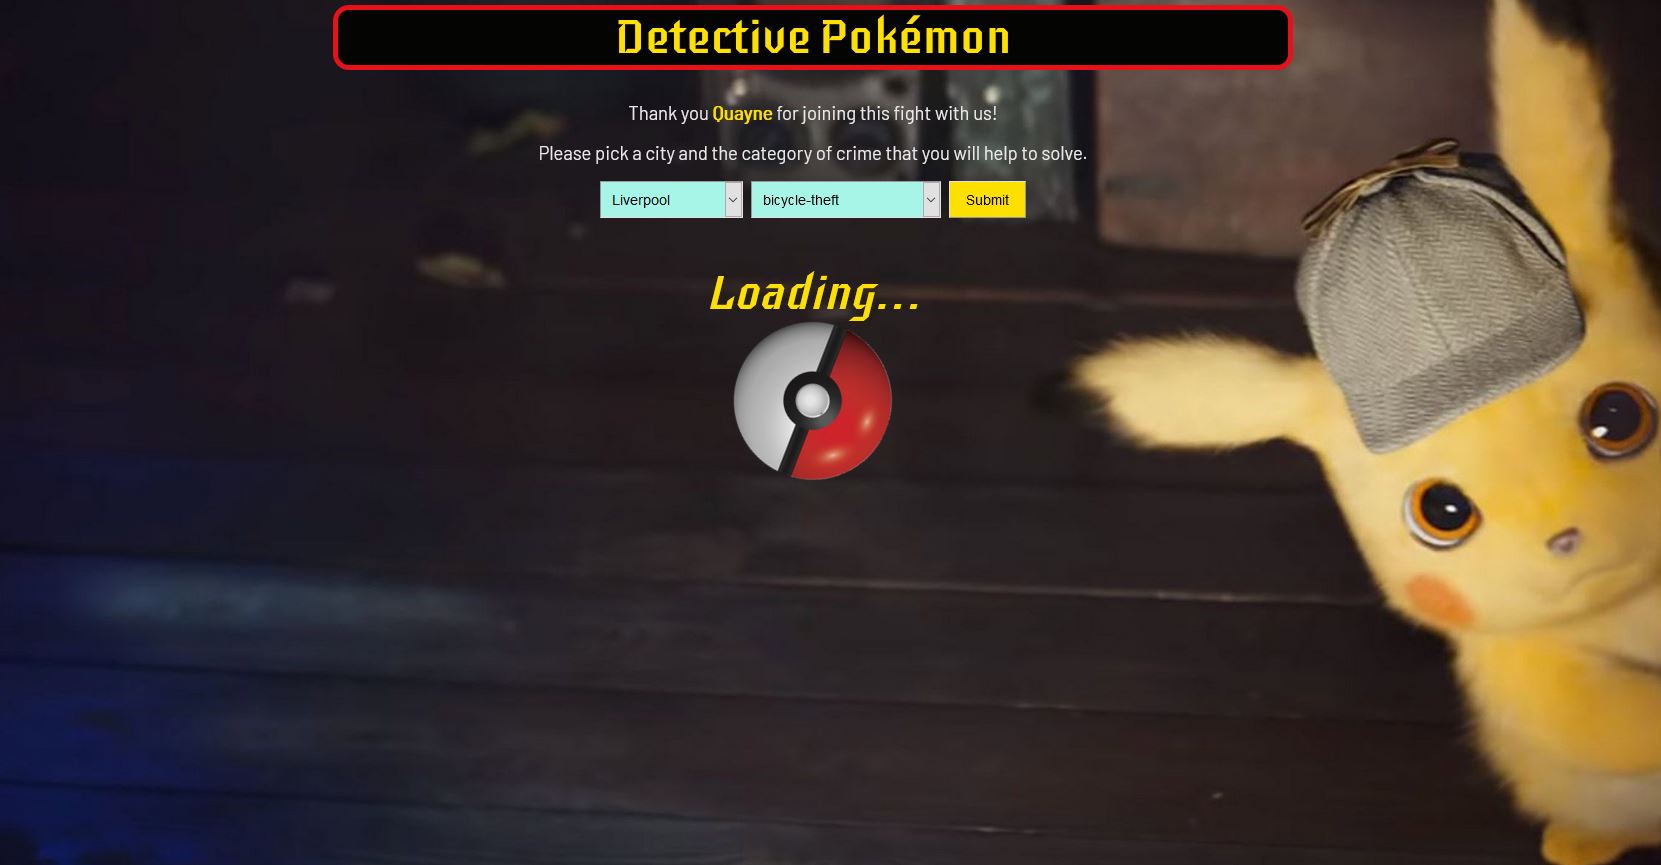 Detective Pokémon
Thank you Quayne for joining this fight with us!
Please pick a city and the category of crime that you will help to solve.
Liverpool bicycle-theft Submit
Loading...